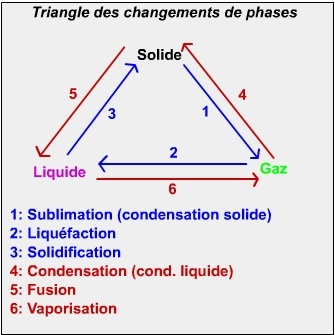 Triangle des changements de phases
Solide
5
3
1
4
2
Liquide
Gaz
6
1: Sublimation (condensation solide)
2: Liquéfaction
3: Solidification
4: Condensation (cond. liquide)
5: Fusion
6: Vaporisation